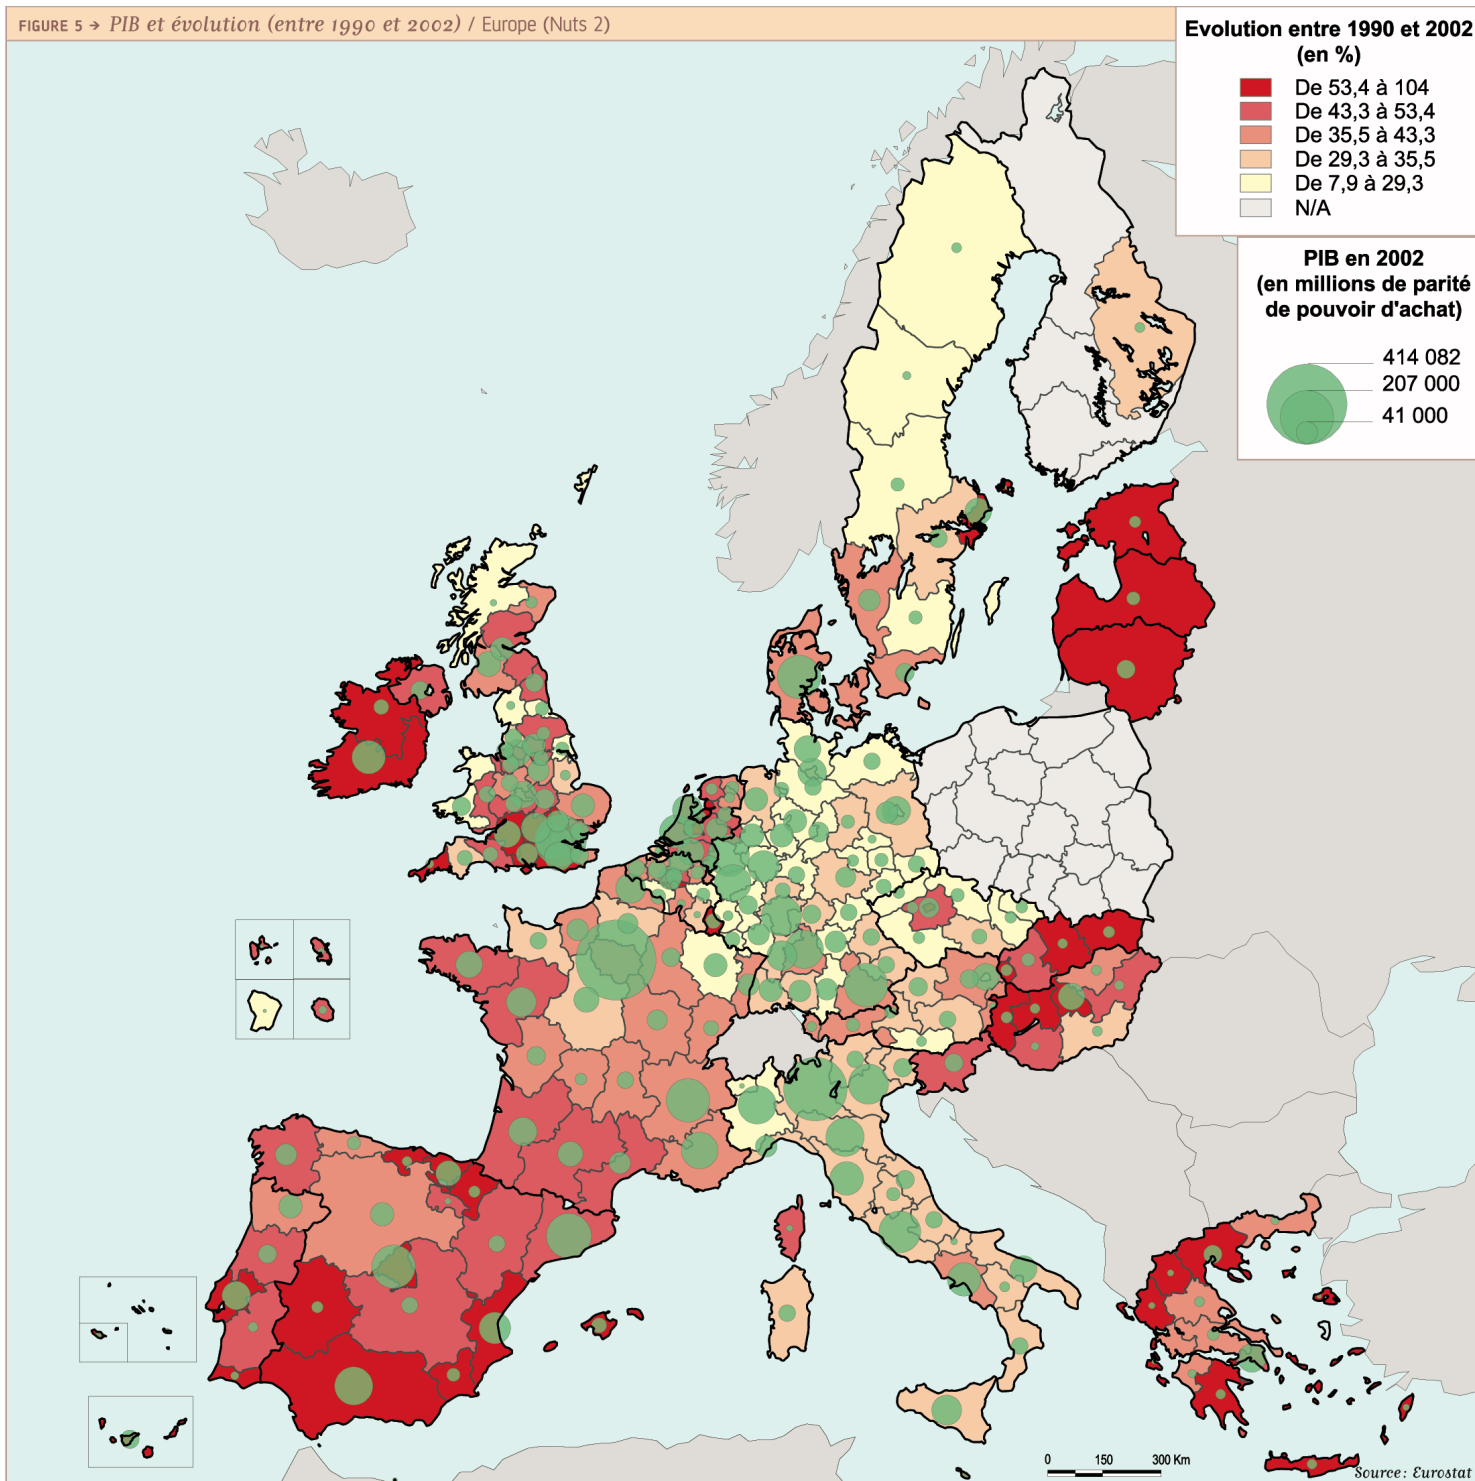 FIGURE 5 → PIB et évolution (entre 1990 et 2002) / Europe (Nuts 2)
Evolution entre 1990 et 2002
(en %)
De 53,4 à 104
De 43,3 à 53,4
De 35,5 à 43,3
De 29,3 à 35,5
De 7,9 à 29,3
N/A
PIB en 2002
(en millions de parité
de pouvoir d'achat)
414 082
207 000
41 000
0 150 300 Km
Source: Eurostat